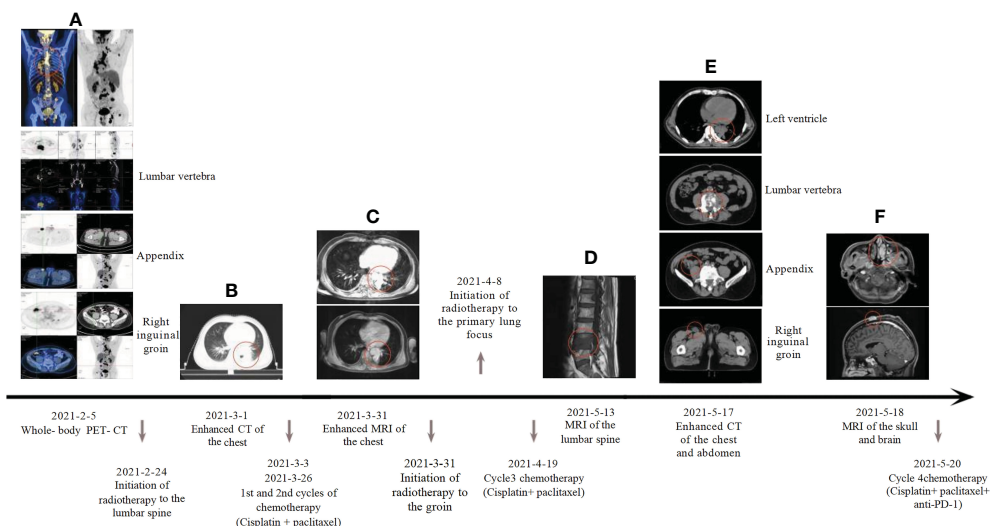 A
Lumbar vertebra
Appendix
Right
inguinal
groin
B
C
2021-4-8
Initiation of
radiotherapy to
the primary lung
focus
D
E
Left ventricle
Lumbar vertebra
Appendix
Right inguinal
groin
F
2021-2-5
Whole- body PET- CT
2021-2-24
Initiation of
radiotherapy to the
lumbar spine
2021-3-1
Enhanced CT of
the chest
2021-3-3
2021-3-26
1st and 2nd cycles of
chemotherapy
(Cisplatin + paclitaxel)
2021-3-31
Enhanced MRI of
the chest
2021-3-31
Initiation of
radiotherapy to
the groin
2021-4-19
Cycle3 chemotherapy
(Cisplatin+ paclitaxel)
2021-5-13
MRI of the
lumbar spine
2021-5-17
Enhanced CT
of the chest
and abdomen
2021-5-18
MRI of the skull
and brain
2021-5-20
Cycle 4chemotherapy
(Cisplatin+ paclitaxel+
anti-PD-1)